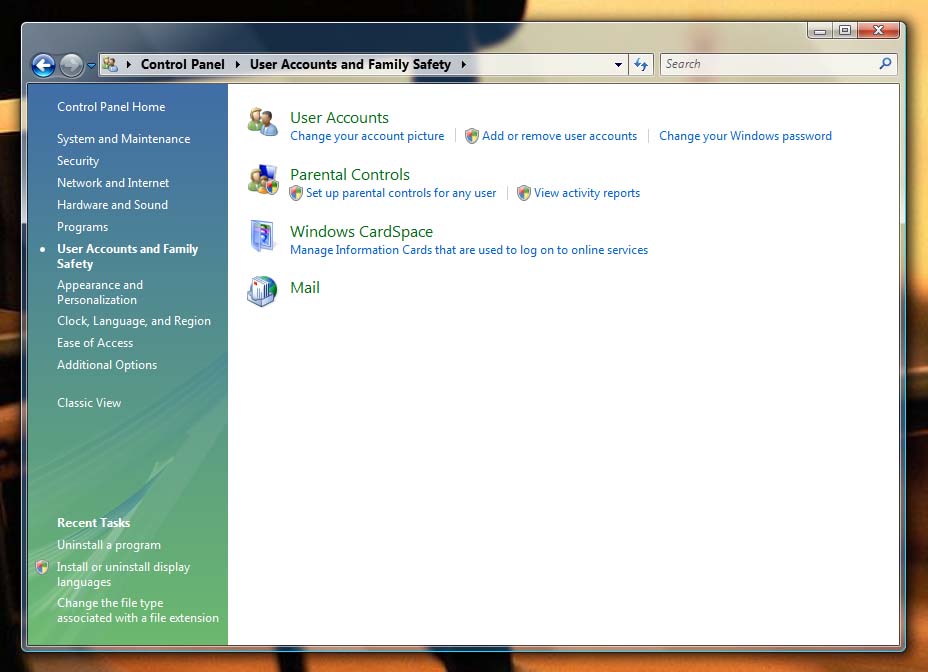 Control Panel User Accounts and Family Safety Search
Control Panel Home
System and Maintenance
Security
Network and Internet
Hardware and Sound
Programs
User Accounts and Family
Safety
Appearance and
Personalization
Clock, Language, and Region
Ease of Access
Additional Options
Classic View
Recent Tasks
Uninstall a program
Install or uninstall display
languages
Change the file type
associated with a file extension
User Accounts
Change your account picture Add or remove user accounts Change your Windows password
Parental Controls
Set up parental controls for any user View activity reports
Windows CardSpace
Manage Information Cards that are used to log on to online services
Mail